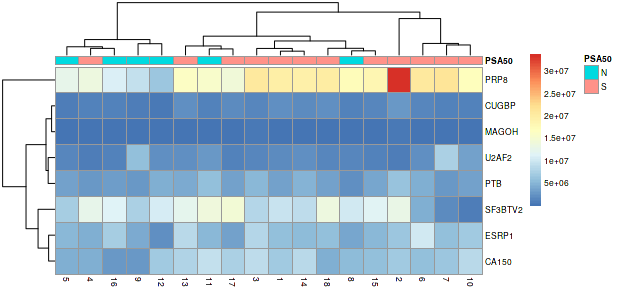 PSA50
PRP8
CUGBP
MAGOH
U2AF2
PTB
SF3BTV2
ESRP1
CA150
5 4 16 9 12 13 11 17 3 1 14 18 8 15 2 6 7 10
3e+07
2.5e+07
2e+07
1.5e+07
1e+07
5e+06
PSA50
N
S